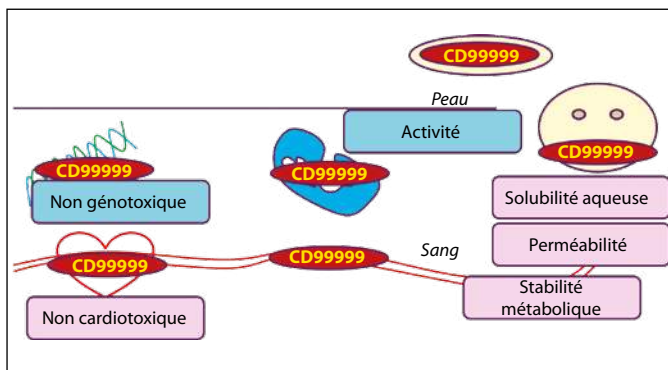 CD99999
Peau
Activité
CD99999
CD99999
CD99999
Non génotoxique
Solubilité aqueuse
Perméabilité
Sang
CD99999
CD99999
Stabilité
métabolique
Non cardiotoxique